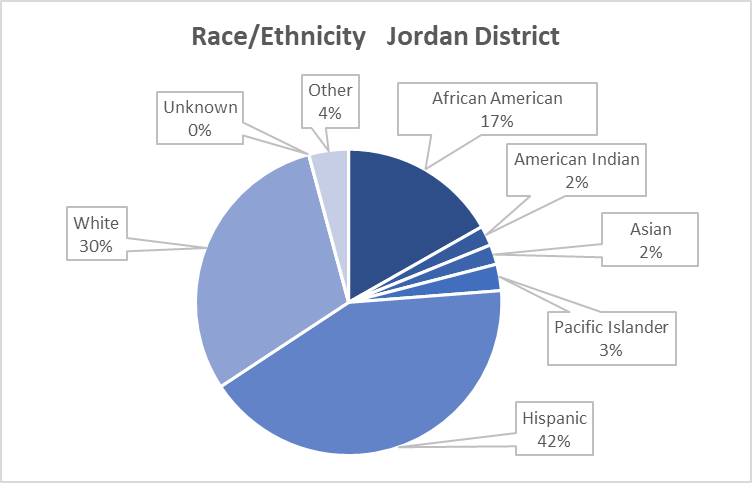 Race/Ethnicity   Jordan District
Other
4%
African American
17%
Unknown
0%
American Indian
2%
White
30%
Asian
2%
Pacific Islander
3%
Hispanic
42%